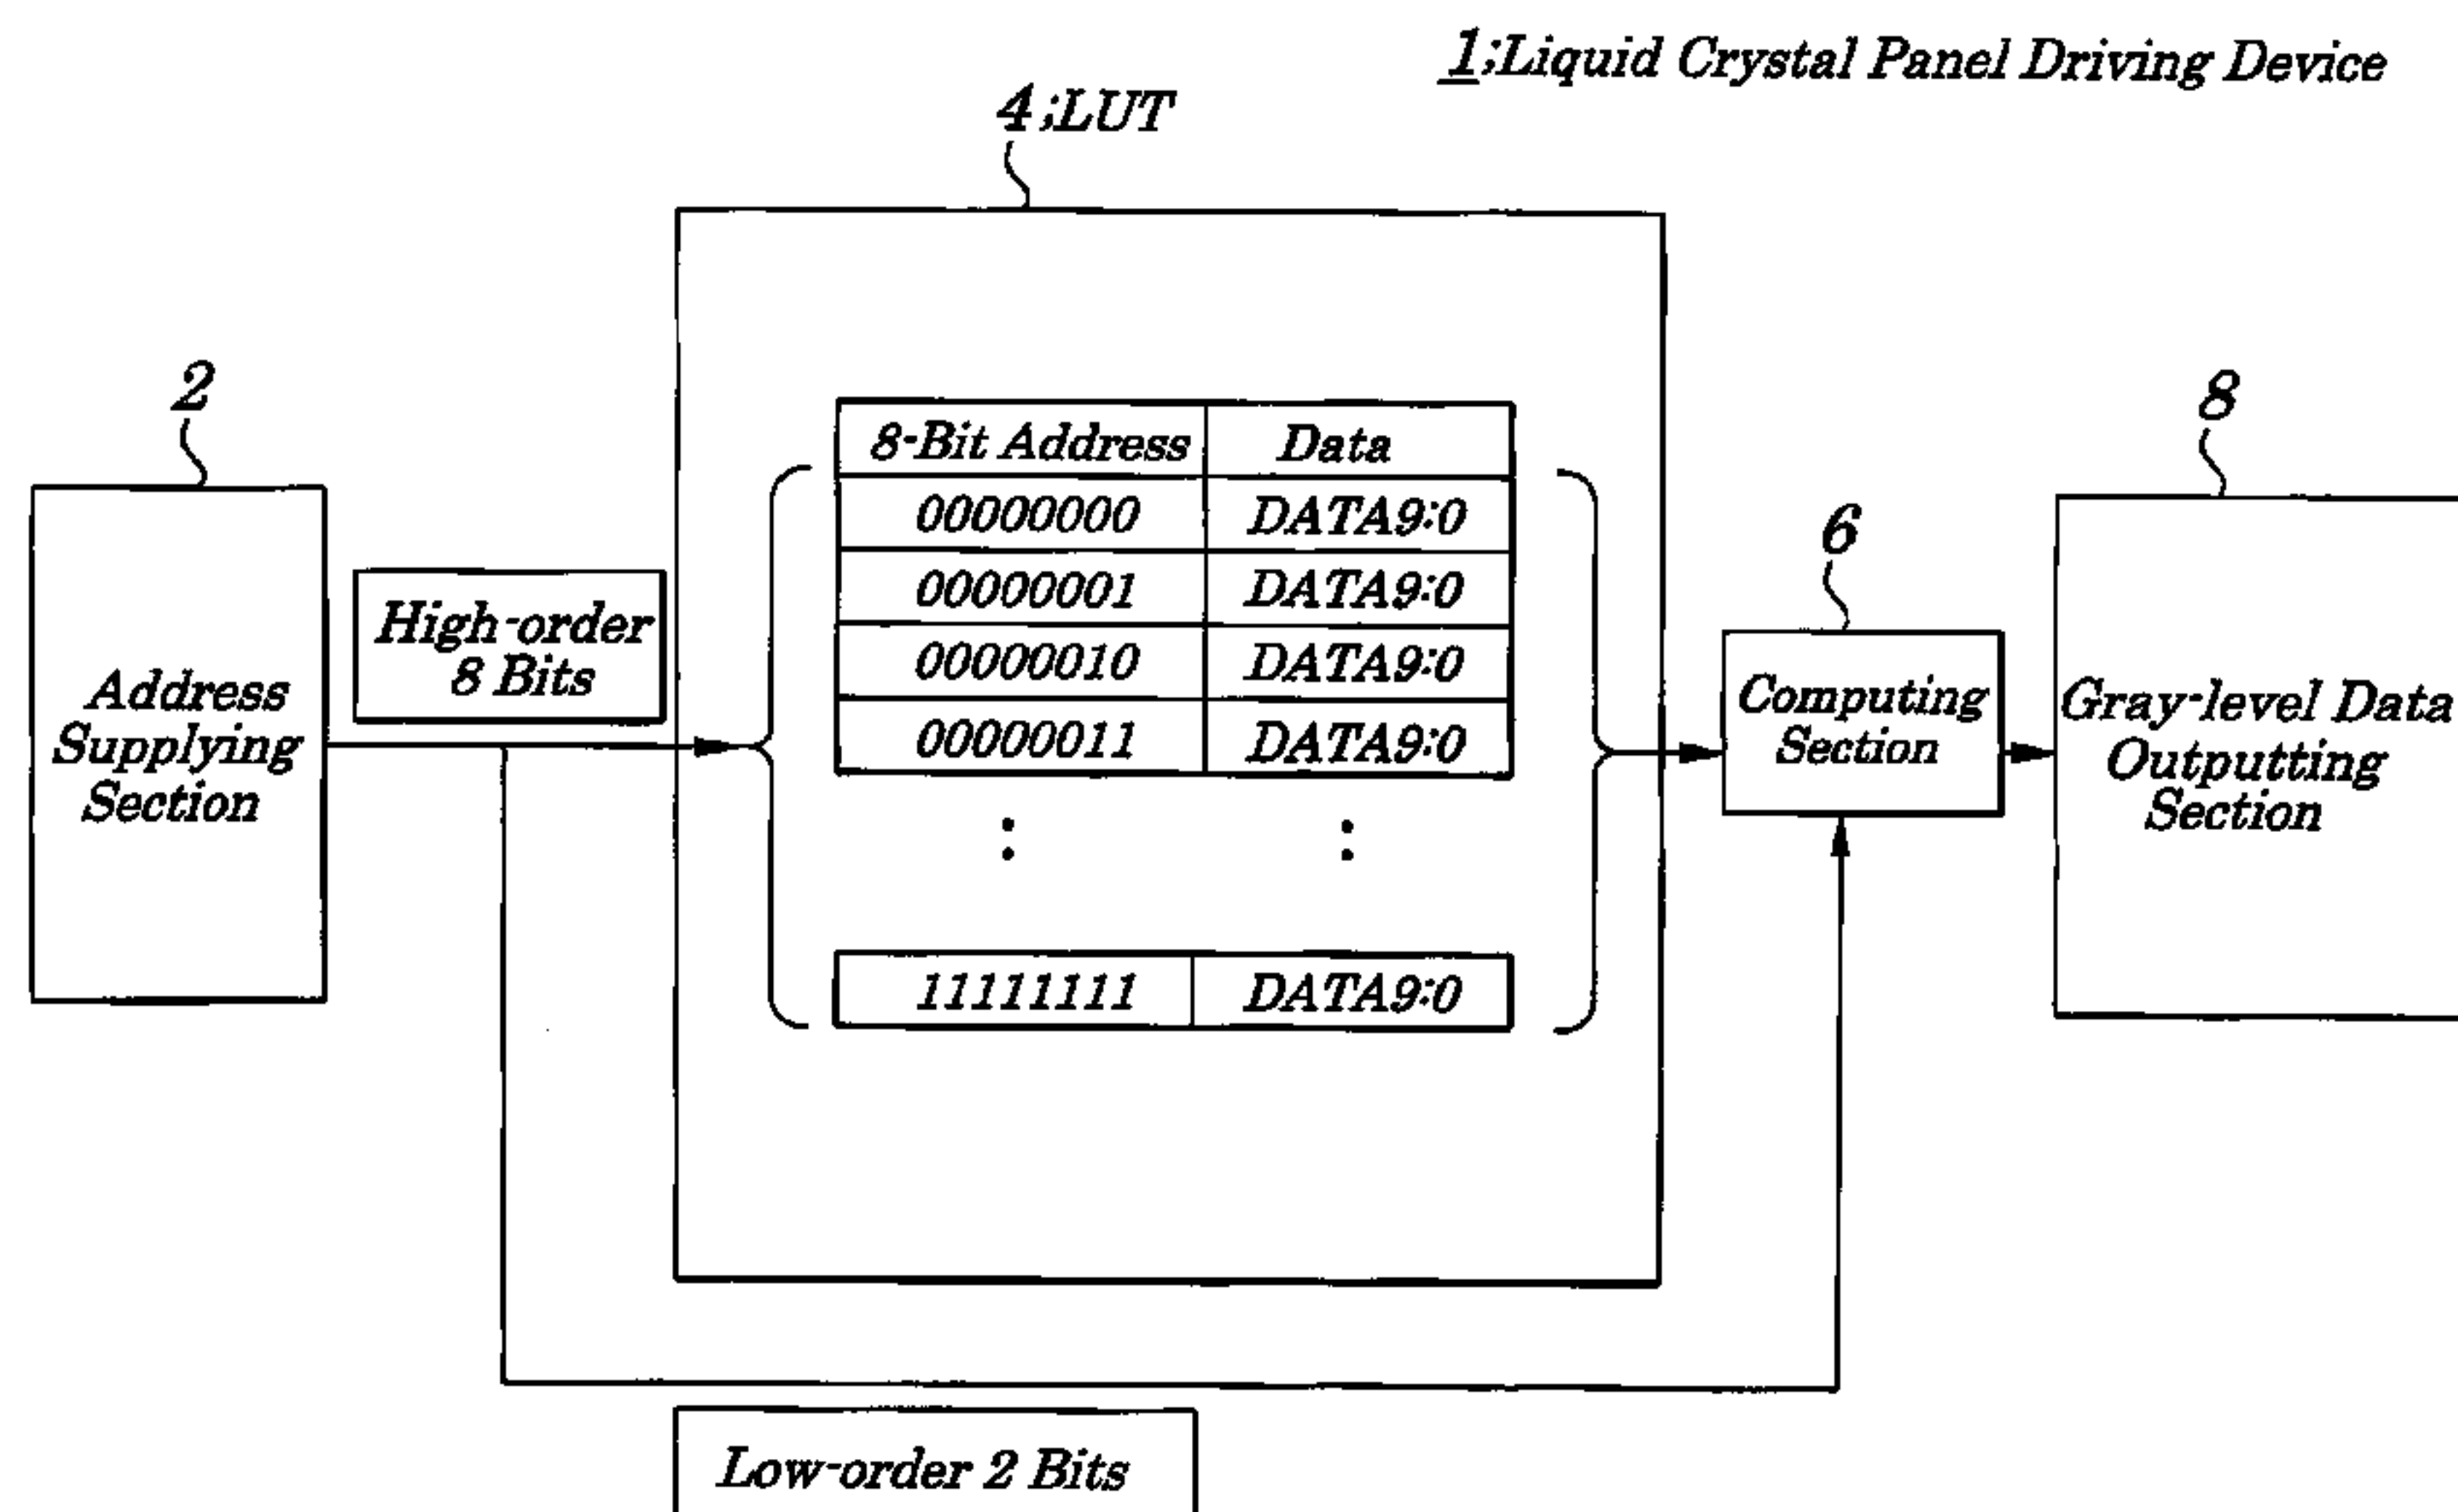 1;Liquid Crystal Panel Driving Device
4;LUT
2
8
6
8-Bit Address Data
00000000 DATA9:0
00000001 DATA9:0
00000010 DATA9:0
00000011 DATA9:0
: :
11111111 DATA9:0
High-order
8 Bits
Address
Supplying
Section
Computing
Section
Gray-level Data
Outputting
Section
Low-order 2 Bits